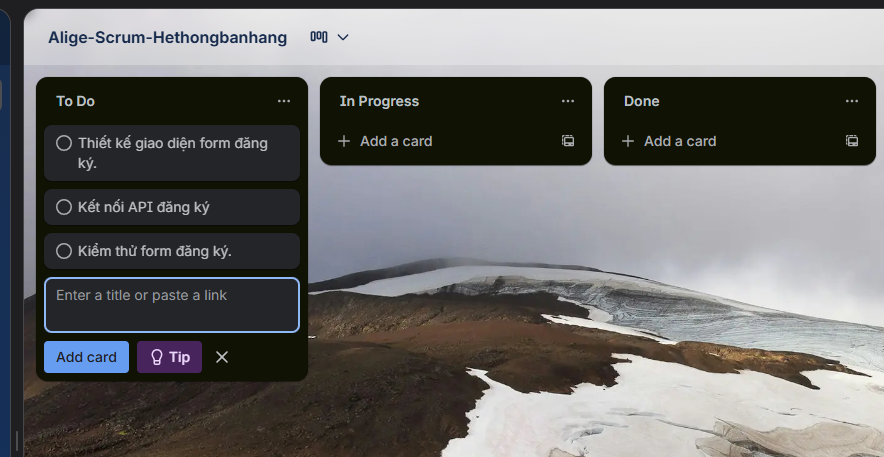 Alige-Scrum-Hethongbanhang
To Do
Thiết kế giao diện form đăng
ký.
Kết nối API đăng ký
Kiểm thử form đăng ký.
Enter a title or paste a link
Add card
Tip
In Progress
Add a card
Done
Add a card